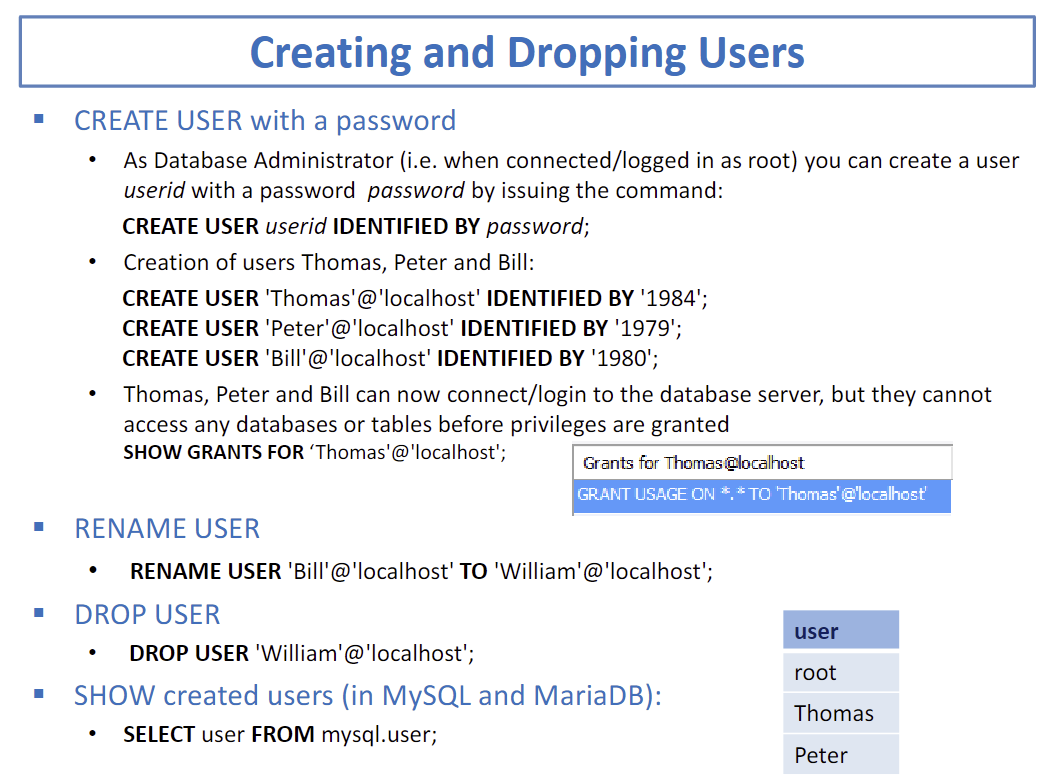 Creating and Dropping Users
▪ CREATE USER with a password
• As Database Administrator (i.e. when connected/logged in as root) you can create a user
userid with a password password by issuing the command:
CREATE USER userid IDENTIFIED BY password;
• Creation of users Thomas, Peter and Bill:
CREATE USER 'Thomas'@'localhost' IDENTIFIED BY '1984';
CREATE USER 'Peter'@'localhost' IDENTIFIED BY '1979';
CREATE USER 'Bill'@'localhost' IDENTIFIED BY '1980';
• Thomas, Peter and Bill can now connect/login to the database server, but they cannot
access any databases or tables before privileges are granted
SHOW GRANTS FOR ‘Thomas'@'localhost';
Grants for Thomas@localhost
GRANT USAGE ON *.* TO 'Thomas'@'localhost'
▪ RENAME USER
• RENAME USER 'Bill'@'localhost' TO 'William'@'localhost';
▪ DROP USER
• DROP USER 'William'@'localhost';
▪ SHOW created users (in MySQL and MariaDB):
• SELECT user FROM mysql.user;
user
root
Thomas
Peter